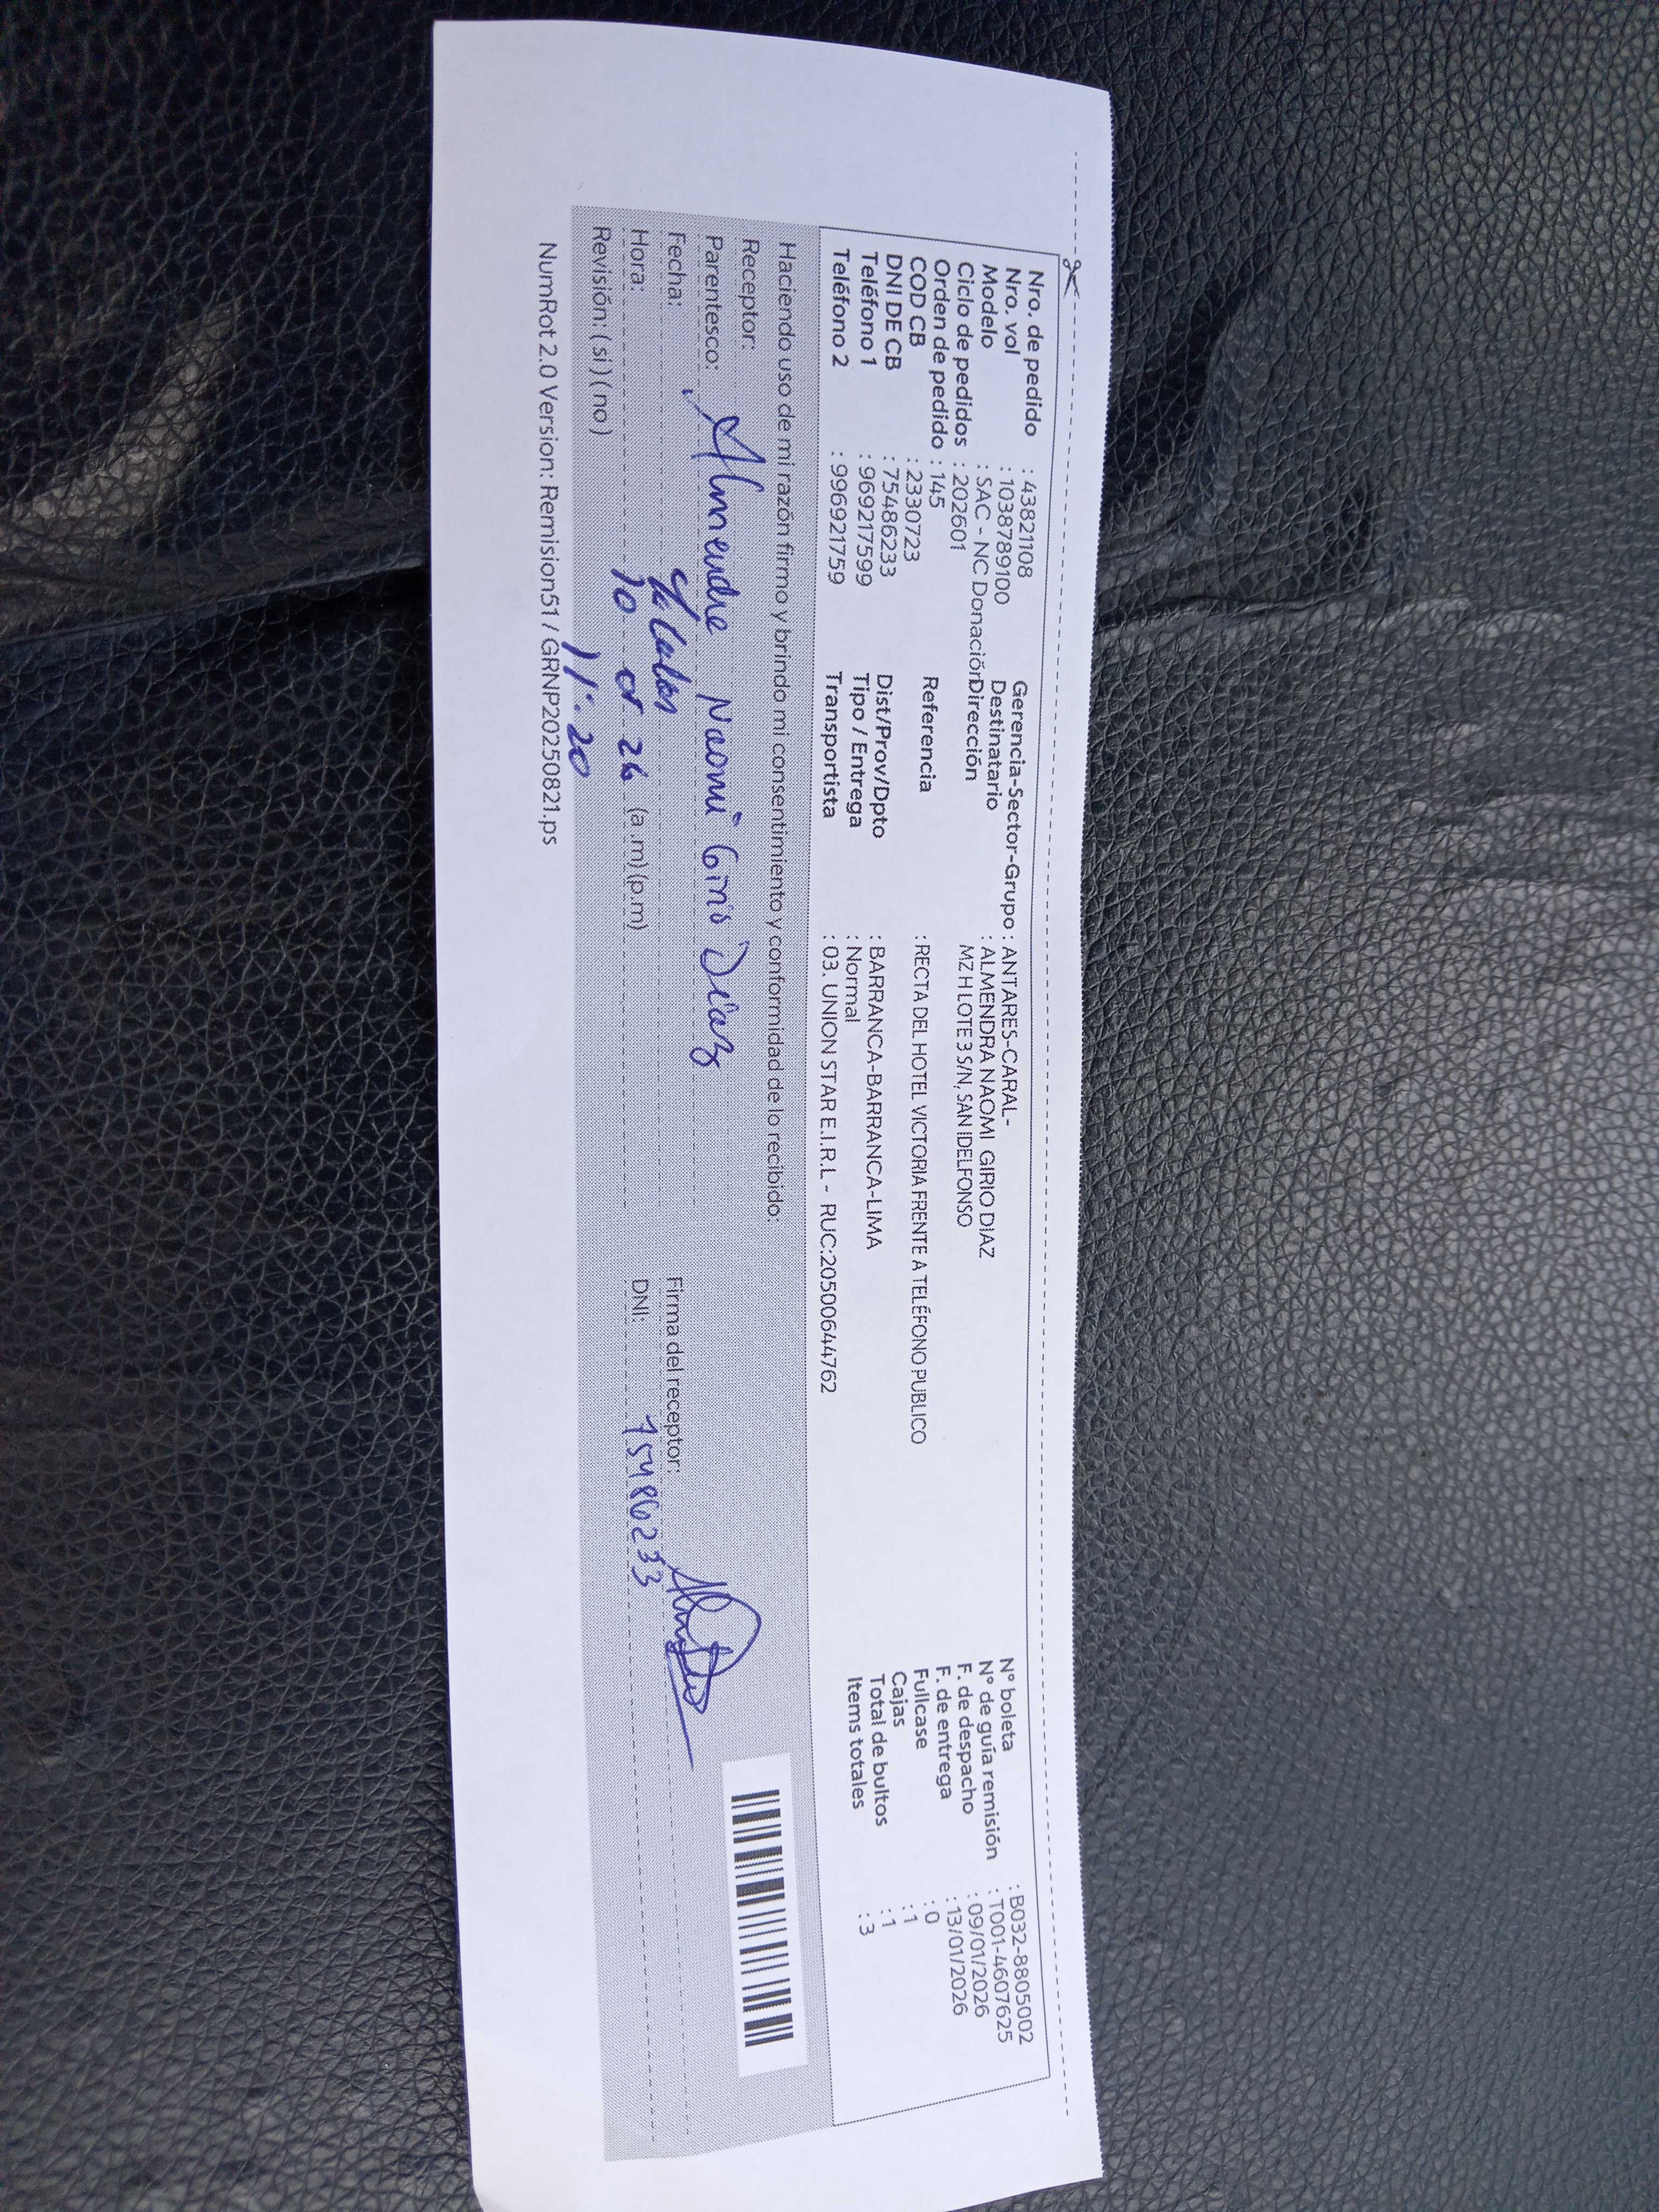 Nro. de pedido : 43821108
Nro. vol : 1038789100
Modelo : SAC - NC Donación
Ciclo de pedidos : 202601
Orden de pedido : 145
COD CB : 2330723
DNI DE CB : 75486233
Teléfono 1 : 969217599
Teléfono 2 : 996921759
Gerencia-Sector-Grupo : ANTARES-CARAL-
Destinatario : ALMENDRA NAOMI GIRIO DIAZ
Dirección MZ H LOTE 3 S/N, SAN IDELFONSO
Referencia : RECTA DEL HOTEL VICTORIA FRENTE A TELÉFONO PUBLICO
Dist/Prov/Dpto : BARRANCA-BARRANCA-LIMA
Tipo / Entrega : Normal
Transportista : 03. UNION STAR E.I.R.L - RUC:20500644762
N° boleta : B032-8805002
N° de guía remisión : T001-4607625
F. de despacho : 09/01/2026
F. de entrega : 13/01/2026
Fullcase : 0
Cajas : 1
Total de bultos : 1
Items totales : 3
Haciendo uso de mi razón firmo y brindo mi consentimiento y conformidad de lo recibido:
Receptor: Almendre Naomi Girio Díaz
Parentesco:
Fecha: 10 01 26
Hora: 11:20 (a.m) (p.m)
Revisión: ( si ) ( no )
Firma del receptor:
DNI: 75486233
NumRot 2.0 Version: Remision51 / GRNP20250821.ps